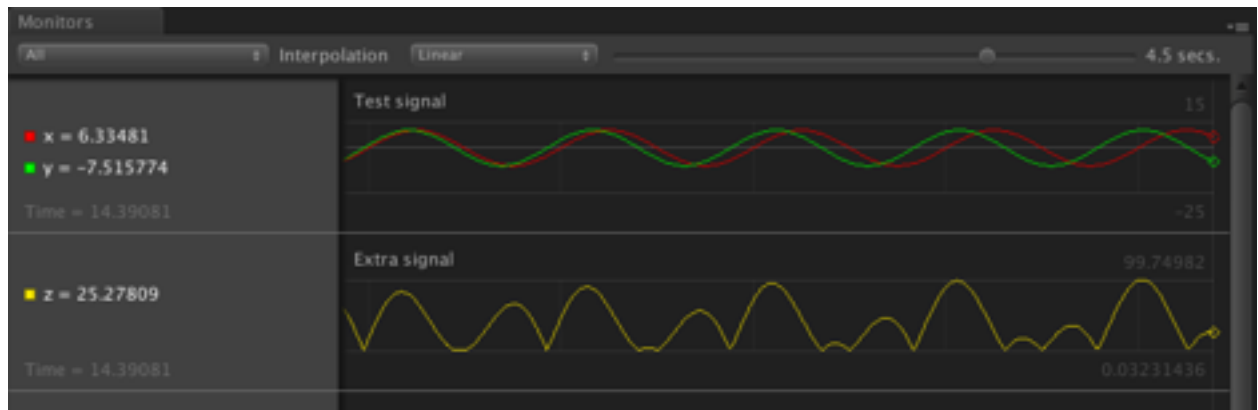 Monitors
All Interpolation Linear 4.5 secs.
Test signal
15
x = 6.33481
y = -7.515774
Time = 14.39081
-25
Extra signal
99.74982
z = 25.27809
Time = 14.39081
0.03231436